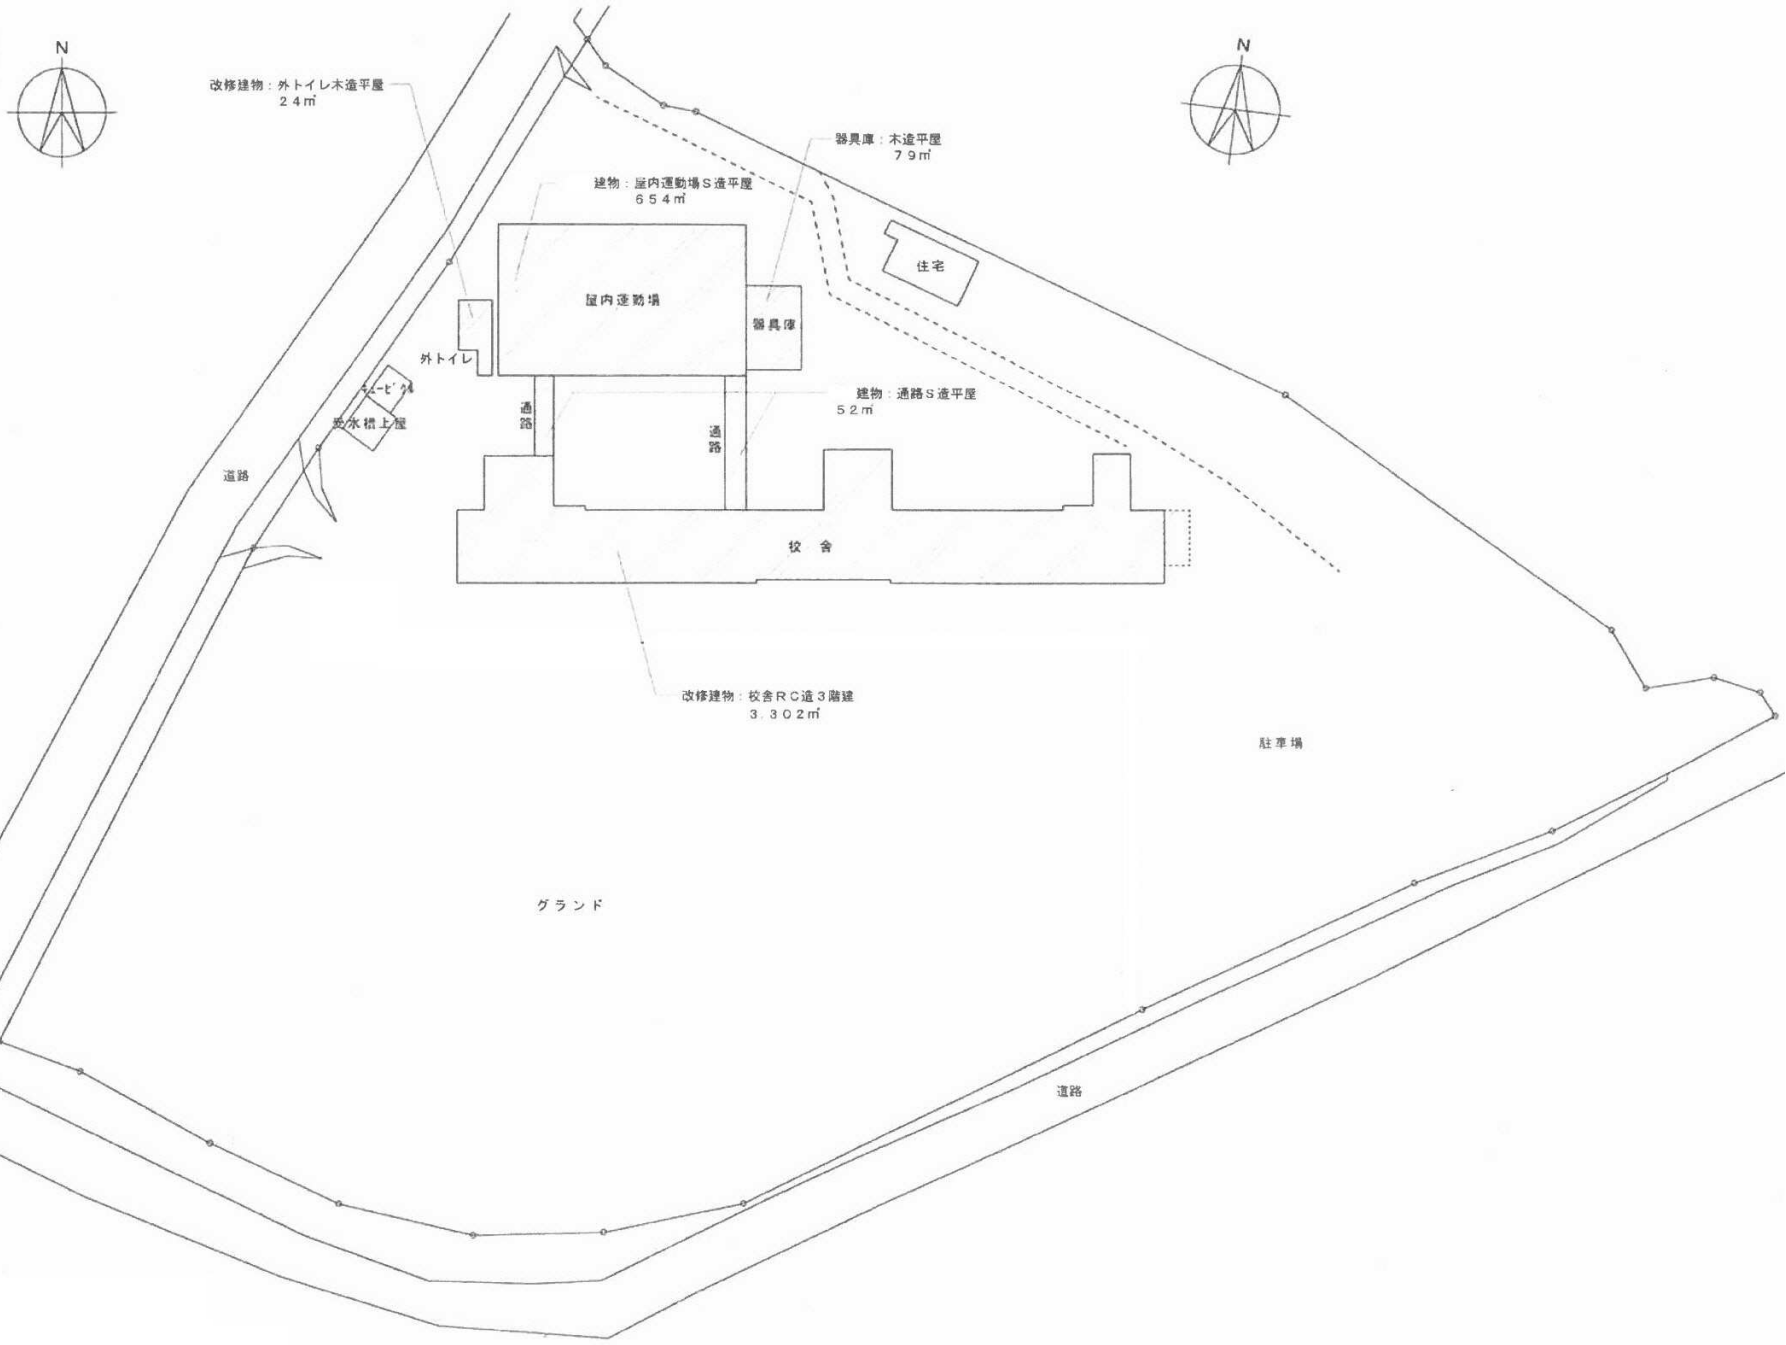 N
N
改修建物：外トイレ木造平屋
24㎡
器具庫：木造平屋
79㎡
建物：屋内運動場S造平屋
654㎡
住宅
屋内運動場
器具庫
外トイレ
キュービクル
受水槽上屋
建物：通路S造平屋
52㎡
通路
通路
道路
校舎
改修建物：校舎RC造3階建
3.302㎡
駐車場
グランド
道路